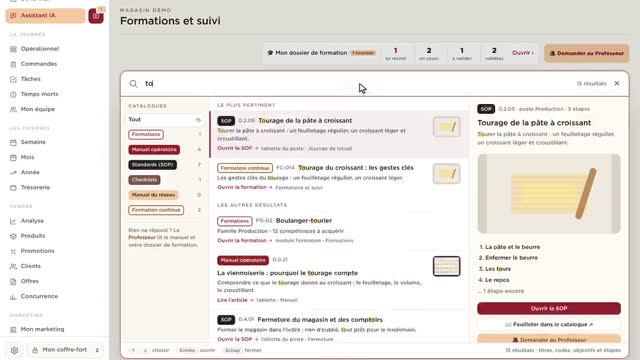 Assistant IA
LA JOURNÉE
Opérationnel
Commandes
Tâches
Temps morts
Mon équipe
LES CHIFFRES
Semaine
Mois
Année
Trésorerie
VENDRE
Analyse
Produits
Promotions
Clients
Offres
Concurrence
MARKETING
Mon marketing
Mon coffre-fort 2
MAGASIN DÉMO
Formations et suivi
Mon dossier de formation 1 nouveau
1 en retard
2 en cours
1 à valider
2 validées
Ouvrir ›
Demander au Professeur
to
15 résultats ×
CATALOGUES
Tout 15
Formations 1
Manuel opératoire 4
Standards (SOP) 7
Checklists 1
Manuel du réseau 0
Formation continue 2
Rien ne répond ? Le
Professeur lit le manuel et
votre dossier de formation.
LE PLUS PERTINENT
SOP 0.2.05 Tourage de la pâte à croissant
Tourer la pâte à croissant : un feuilletage régulier, un croissant léger et
croustillant.
Ouvrir la SOP → tablette du poste · Journée de travail
Formation continue FC-014 Tourage du croissant : les gestes clés
Les gestes clés du tourage : un feuilletage régulier, un croissant léger.
Ouvrir la formation → Formations et suivi
LES AUTRES RÉSULTATS
Formations FO-02 Boulanger-tourier
Famille Production · 12 compétences à acquérir
Ouvrir la formation → module Formation · Formations
Manuel opératoire 0.0.21
La viennoiserie : pourquoi le tourage compte
Comprendre ce que le tourage donne au croissant : le feuilletage, le volume,
le croustillant.
Lire l'article → tablette · Manuel
SOP 0.4.01 Fermeture du magasin et des comptoirs
Fermer le magasin dans l'ordre : rien d'oublié, tout prêt pour le lendemain.
SOP 0.2.05 · poste Production · 5 étapes
Tourage de la pâte à croissant
Tourer la pâte à croissant : un feuilletage régulier,
un croissant léger et croustillant.
1. La pâte et le beurre
2. Enfermer le beurre
3. Les tours
4. Le repos
… 1 étape encore
Ouvrir la SOP
Feuilleter dans le catalogue ↗
Demander au Professeur
↑ ↓ choisir Entrée ouvrir Échap fermer
15 résultats · titres, codes, objectifs et étapes